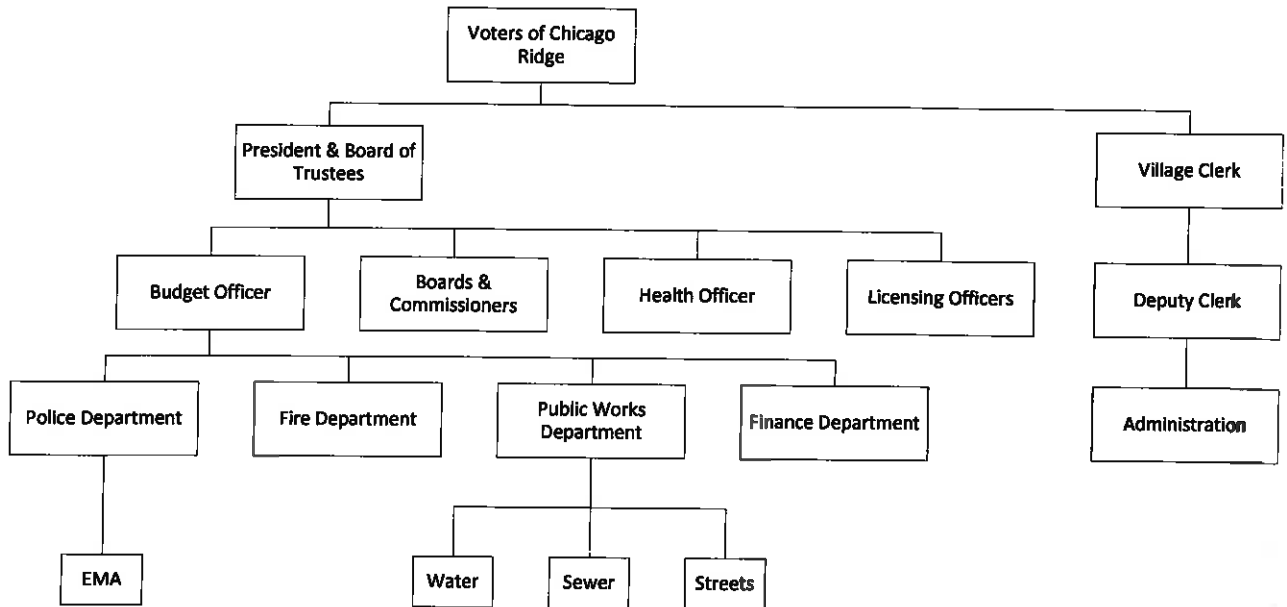 Voters of Chicago
Ridge
President & Board of
Trustees
Village Clerk
Budget Officer
Boards &
Commissioners
Health Officer
Licensing Officers
Deputy Clerk
Police Department
Fire Department
Public Works
Department
Finance Department
Administration
EMA
Water
Sewer
Streets